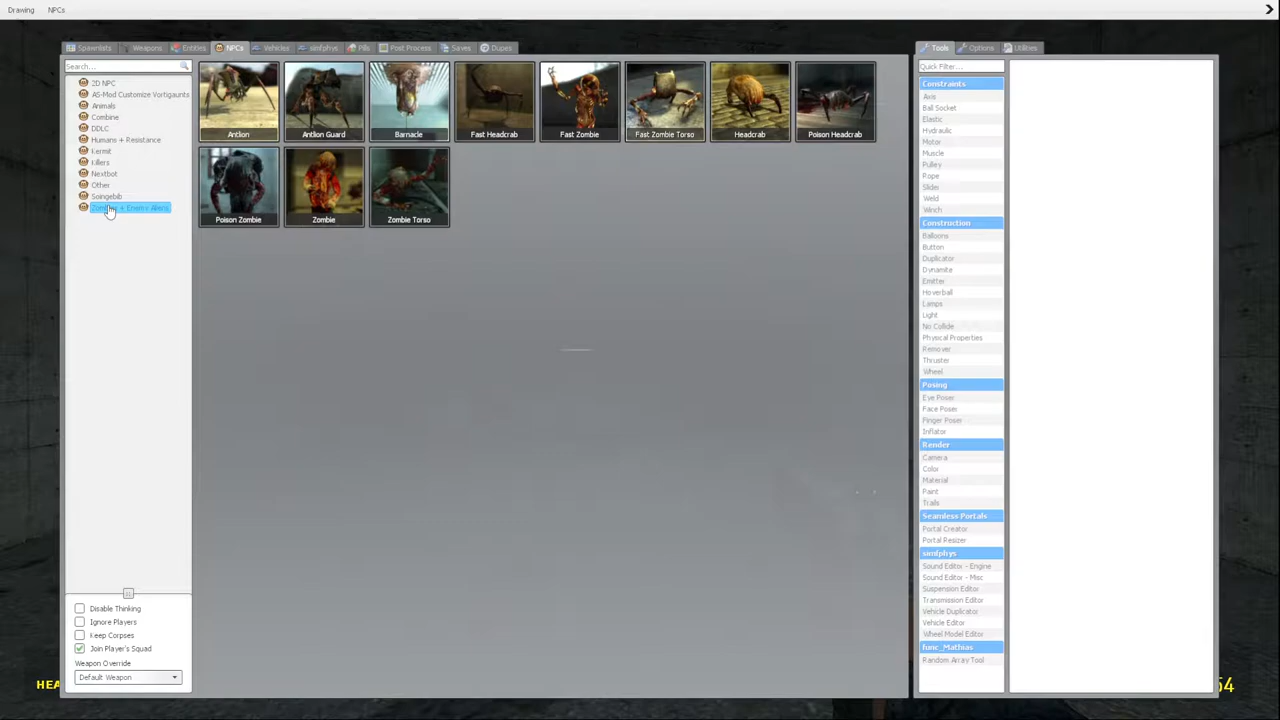 Drawing NPCs
Spawnlists Weapons Entities NPCs Vehicles simfphys Pills Post Process Saves Dupes
Search...
2D NPC
AS-Mod Customize Vortigaunts
Animals
Combine
DDLC
Humans + Resistance
Kermit
Killers
Nextbot
Other
+ Enemy Aliens
Antlion Antlion Guard Barnacle Fast Headcrab Fast Zombie Fast Zombie Torso Headcrab Poison Headcrab
Poison Zombie Zombie Zombie Torso
Disable Thinking
Ignore Players
Keep Corpses
Join Player's Squad
Weapon Override
Default Weapon
HEA
54
Tools Options Utilities
Quick Filter...
Constraints
Axis
Ball Socket
Elastic
Hydraulic
Motor
Muscle
Pulley
Rope
Slider
Weld
Winch
Construction
Balloons
Button
Duplicator
Dynamite
Emitter
Hoverball
Lamps
Light
No Collide
Physical Properties
Remover
Thruster
Wheel
Posing
Eye Poser
Face Poser
Finger Poser
Inflator
Render
Camera
Color
Material
Paint
Trails
Seamless Portals
Portal Creator
Portal Resizer
simfphys
Sound Editor - Engine
Sound Editor - Misc
Suspension Editor
Transmission Editor
Vehicle Duplicator
Vehicle Editor
Wheel Model Editor
func_Mathias
Random Array Tool